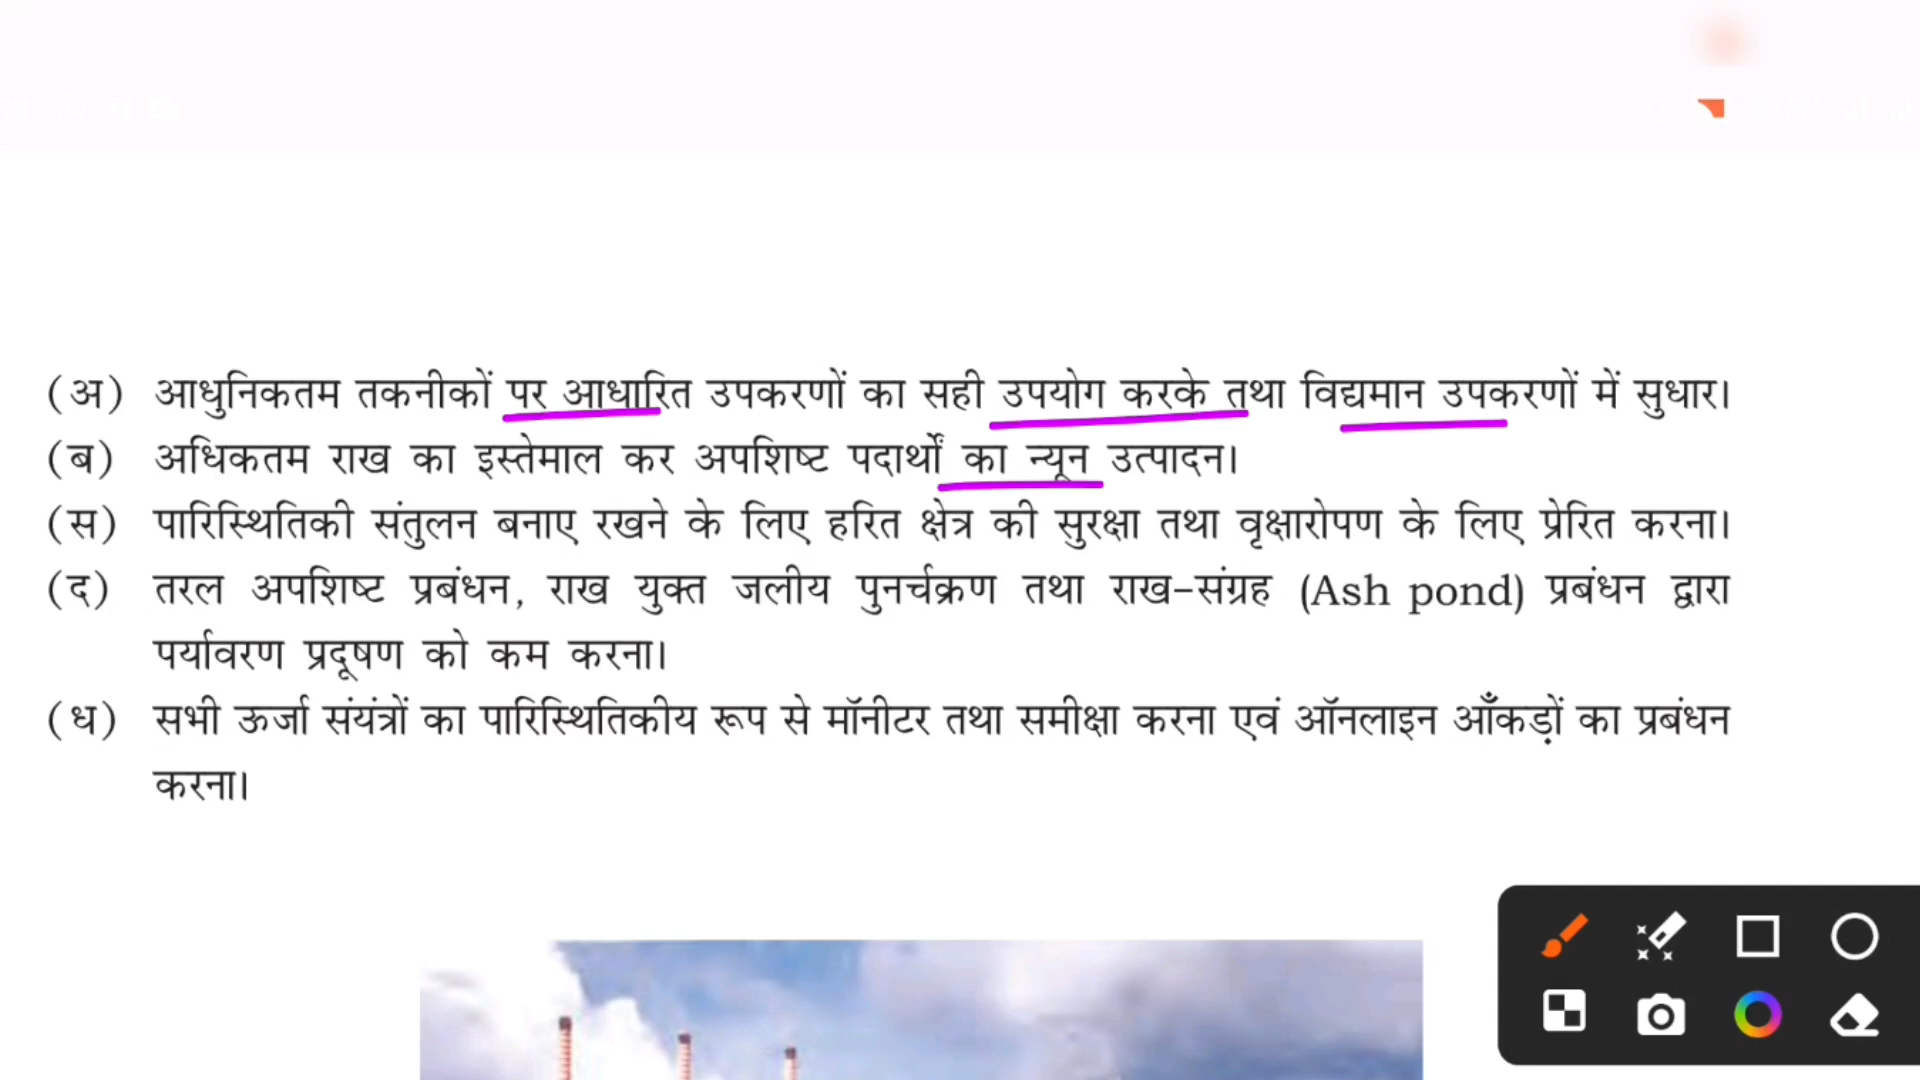 (अ) आधुनिकतम तकनीकों पर आधारित उपकरणों का सही उपयोग करके तथा विद्यमान उपकरणों में सुधार।
(ब) अधिकतम राख का इस्तेमाल कर अपशिष्ट पदार्थों का न्यून उत्पादन।
(स) पारिस्थितिकी संतुलन बनाए रखने के लिए हरित क्षेत्र की सुरक्षा तथा वृक्षारोपण के लिए प्रेरित करना।
(द) तरल अपशिष्ट प्रबंधन, राख युक्त जलीय पुनर्चक्रण तथा राख-संग्रह (Ash pond) प्रबंधन द्वारा
पर्यावरण प्रदूषण को कम करना।
(ध) सभी ऊर्जा संयंत्रों का पारिस्थितिकीय रूप से मॉनीटर तथा समीक्षा करना एवं ऑनलाइन आँकड़ों का प्रबंधन
करना।